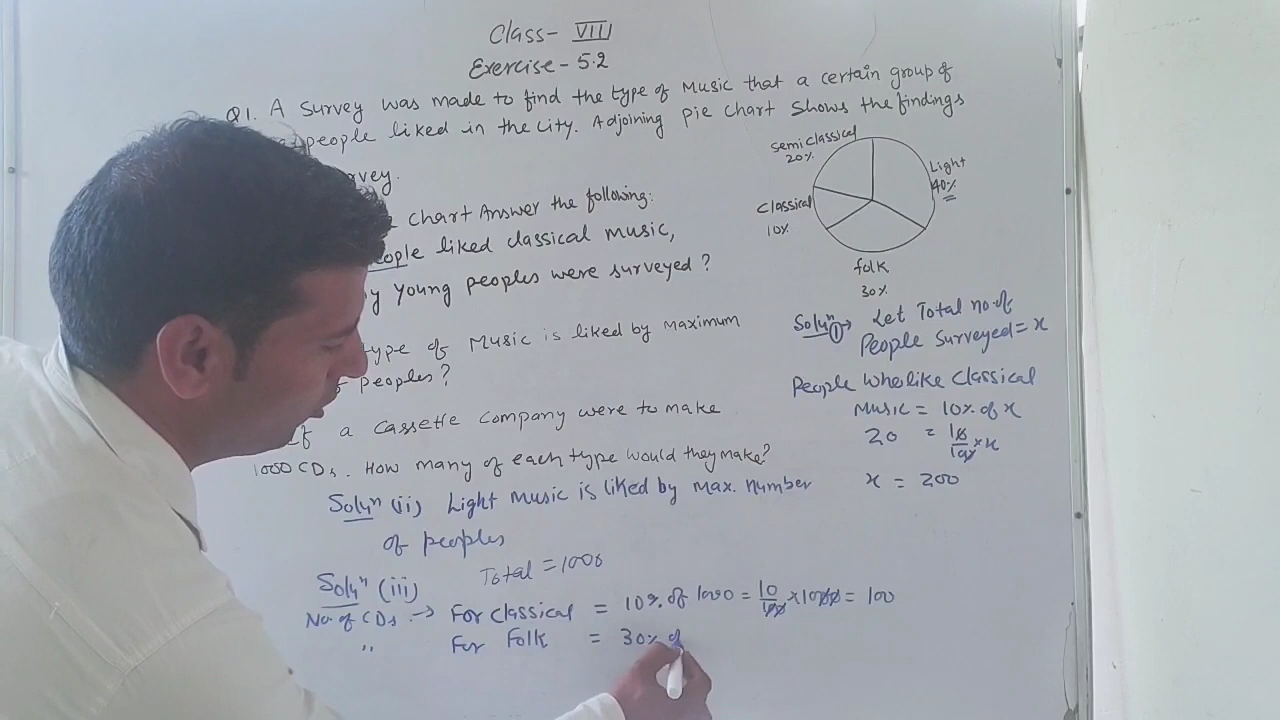 Class- VIII
Exercise - 5.2
Q1. A Survey was made to find the type of Music that a certain group of
people liked in the city. Adjoining pie chart shows the findings
vey.
chart Answer the following:
eople liked classical music,
y young peoples were surveyed ?
type of Music is liked by maximum
peoples?
If a cassette company were to make
1000 CDs. How many of each type would they make?
Solyⁿ (ii) Light music is liked by max. number
of peoples
Solyⁿ (iii) Total = 1000
No. of CDs → For classical = 10% of 1000 = 10/100 × 1000 = 100
,, For Folk = 30% of
Semi classical
20%
Light
40%
Classical
10%
folk
30%
Solyⁿ (i) → Let Total no. of
People Surveyed = x
People who like classical
Music = 10% of x
20 = 10/100 × x
x = 200